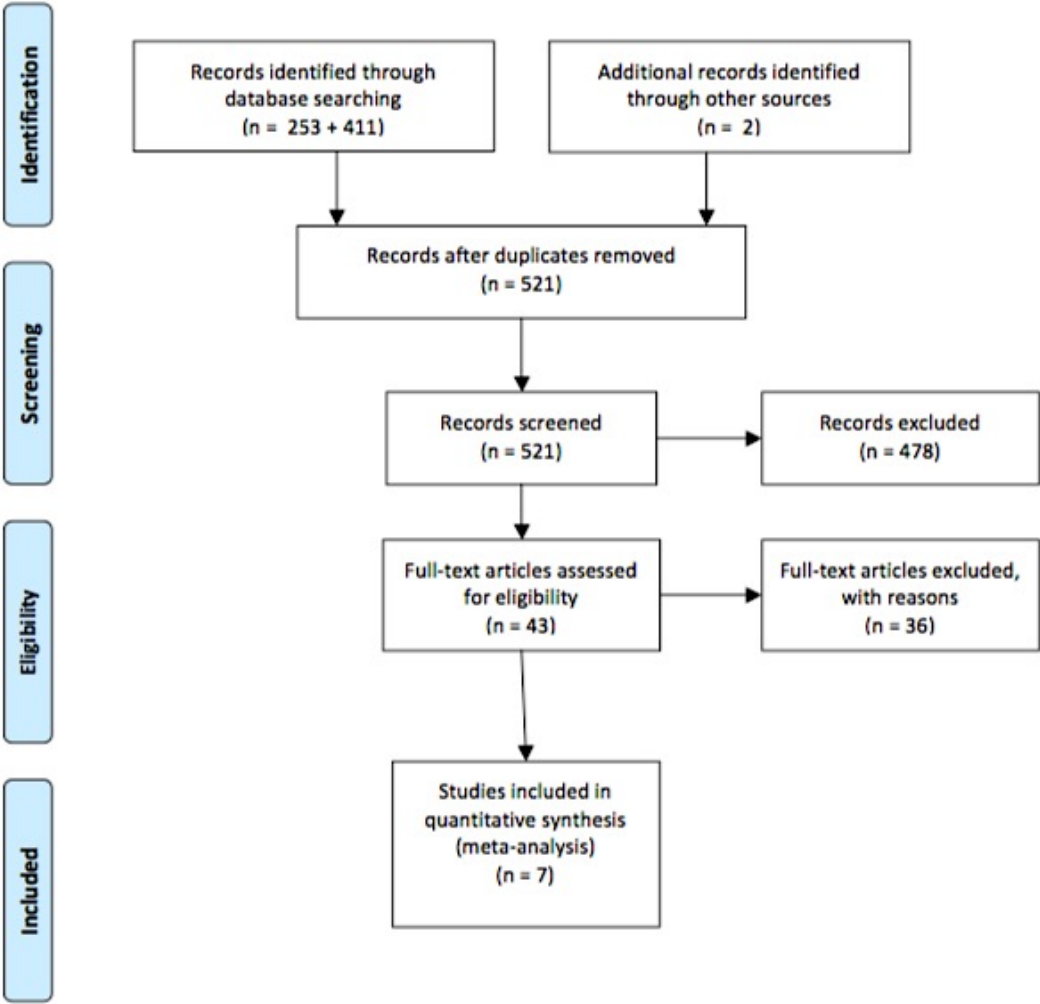 Identification
Records identified through
database searching
(n = 253 + 411)
Additional records identified
through other sources
(n = 2)
Records after duplicates removed
(n = 521)
Screening
Records screened
(n = 521)
Records excluded
(n = 478)
Eligibility
Full-text articles assessed
for eligibility
(n = 43)
Full-text articles excluded,
with reasons
(n = 36)
Included
Studies included in
quantitative synthesis
(meta-analysis)
(n = 7)